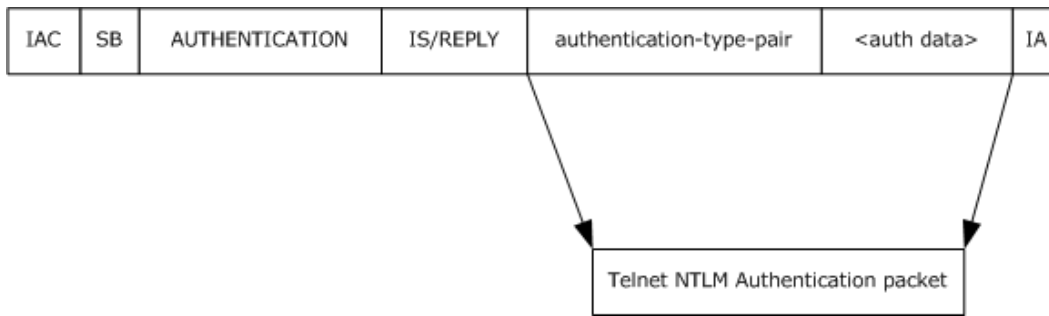 IAC SB AUTHENTICATION IS/REPLY authentication-type-pair <auth data> IA
Telnet NTLM Authentication packet